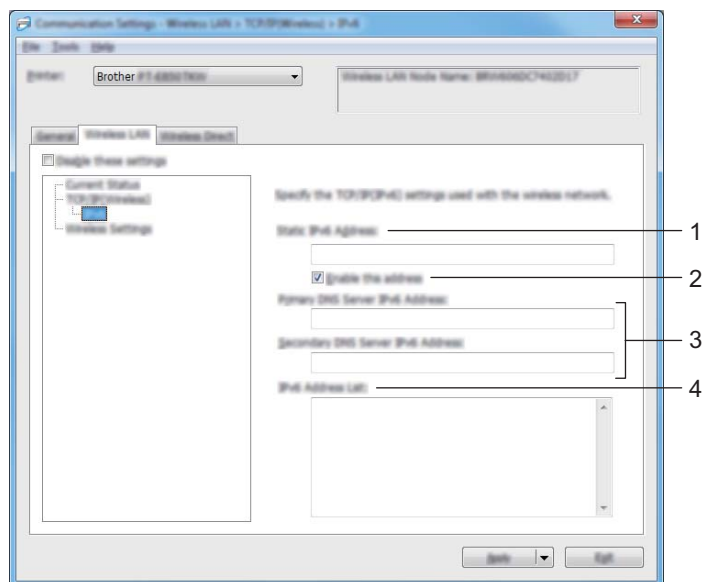 Communication Settings - Wireless LAN > TCP/IP(Wireless) > IPv6
File Tools Help
Printer:
Brother
Wireless LAN Node Name:
General Wireless LAN Wireless Direct
Disable these settings
Current Status
TCP/IP(Wireless)
IPv6
Wireless Settings
Specify the TCP/IP(IPv6) settings used with the wireless network.
Static IPv6 Address:
1
Enable this address
2
Primary DNS Server IPv6 Address:
3
Secondary DNS Server IPv6 Address:
IPv6 Address List:
4
Apply
Exit